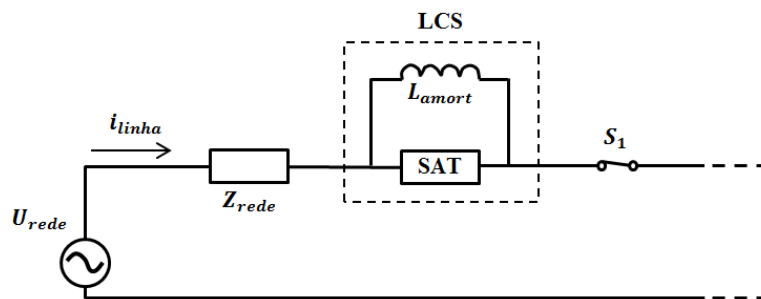 LCS
L_amort
i_linha
SAT
S_1
Z_rede
U_rede